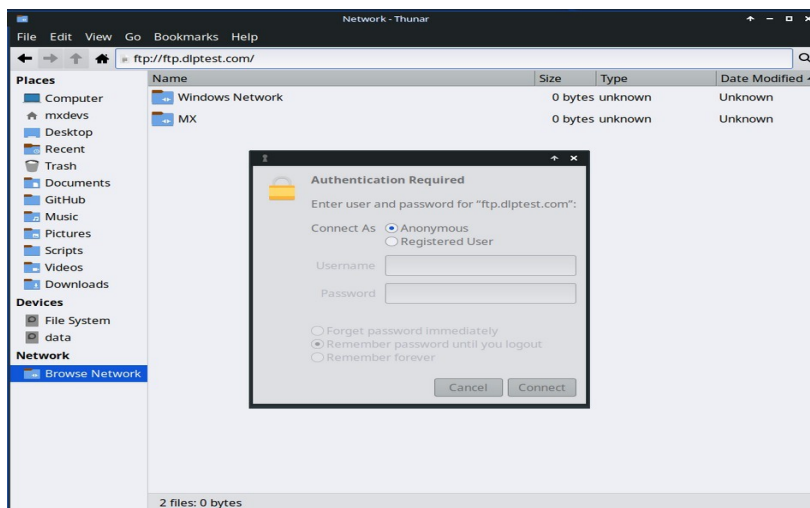 Network - Thunar
File Edit View Go Bookmarks Help
ftp://ftp.dlptest.com/
Places
Computer
mxdevs
Desktop
Recent
Trash
Documents
GitHub
Music
Pictures
Scripts
Videos
Downloads
Devices
File System
data
Network
Browse Network
Name Size Type Date Modified
Windows Network 0 bytes unknown Unknown
MX 0 bytes unknown Unknown
Authentication Required
Enter user and password for “ftp.dlptest.com”:
Connect As Anonymous
Registered User
Username
Password
Forget password immediately
Remember password until you logout
Remember forever
Cancel Connect
2 files: 0 bytes